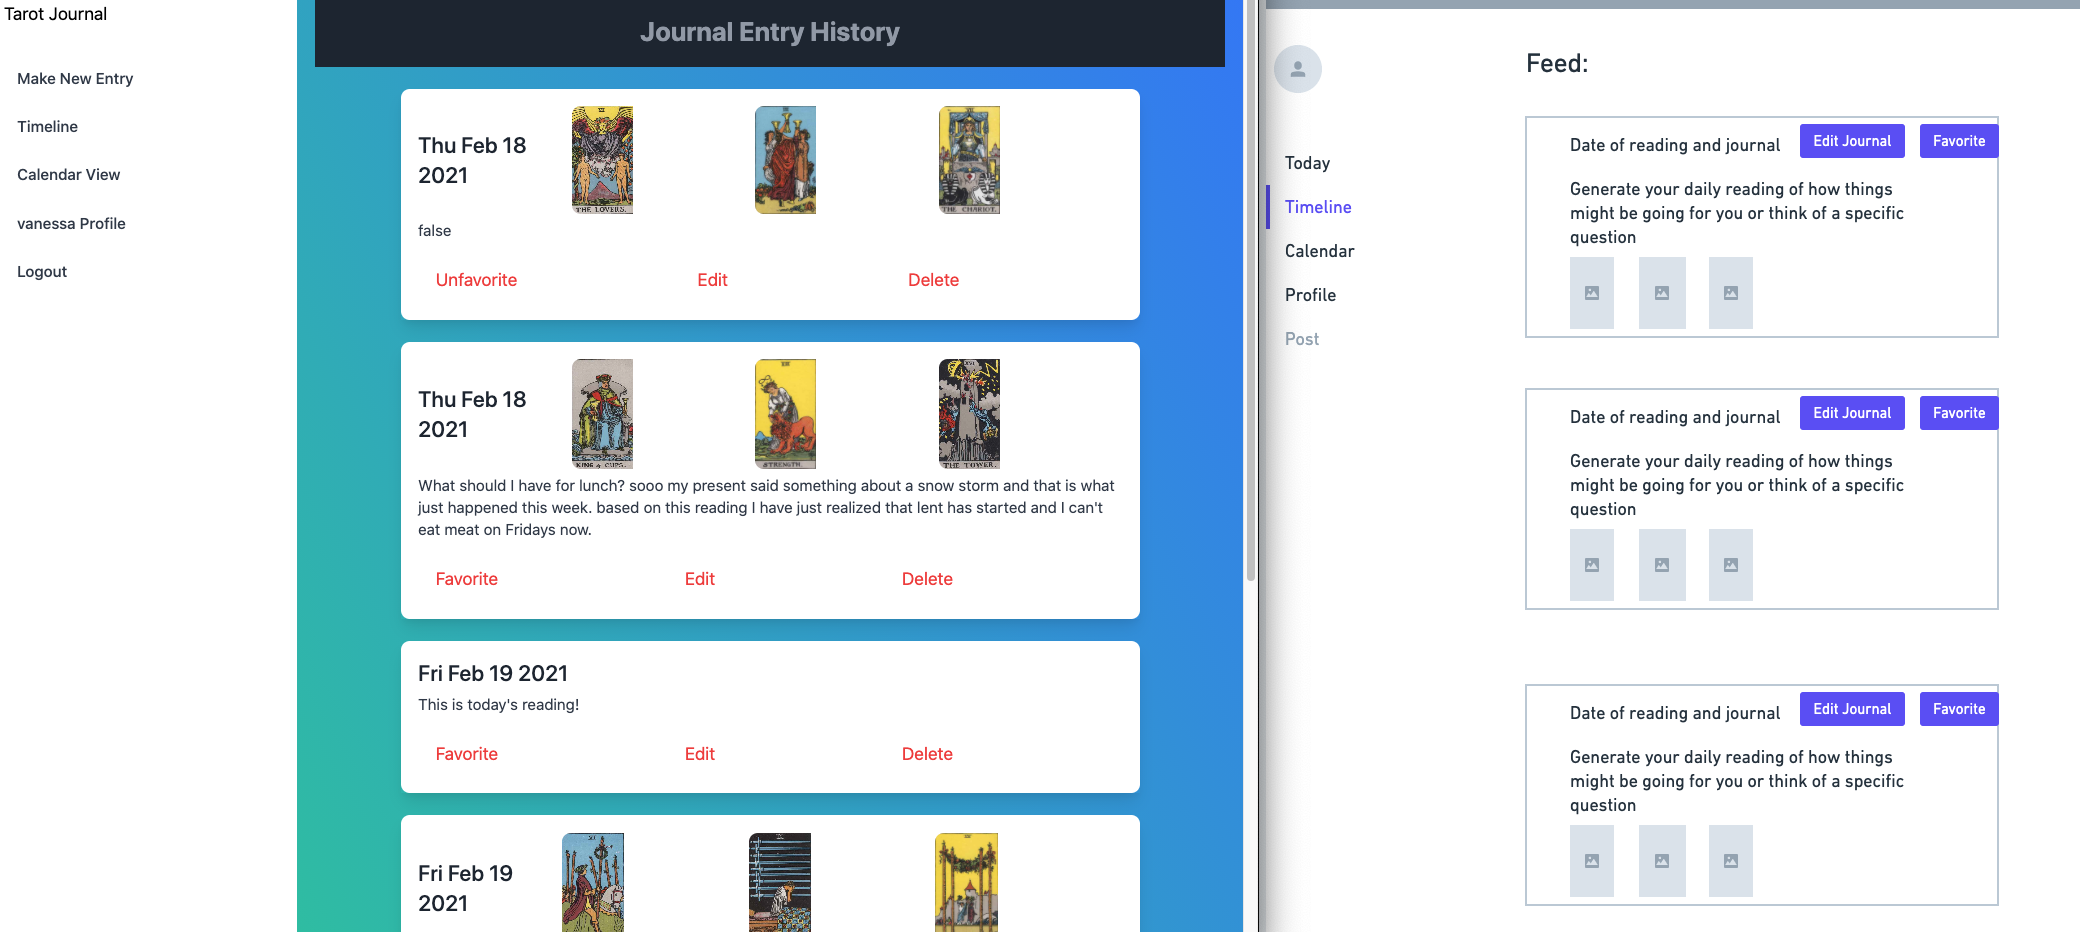 Tarot Journal
Make New Entry
Timeline
Calendar View
vanessa Profile
Logout
Journal Entry History
Thu Feb 18
2021
THE LOVERS.
THE CHARIOT.
false
Unfavorite
Edit
Delete
Thu Feb 18
2021
KING of CUPS.
STRENGTH.
THE TOWER.
What should I have for lunch? sooo my present said something about a snow storm and that is what
just happened this week. based on this reading I have just realized that lent has started and I can't
eat meat on Fridays now.
Favorite
Edit
Delete
Fri Feb 19 2021
This is today's reading!
Favorite
Edit
Delete
Fri Feb 19
2021
Today
Timeline
Calendar
Profile
Post
Feed:
Date of reading and journal
Edit Journal
Favorite
Generate your daily reading of how things
might be going for you or think of a specific
question
Date of reading and journal
Edit Journal
Favorite
Generate your daily reading of how things
might be going for you or think of a specific
question
Date of reading and journal
Edit Journal
Favorite
Generate your daily reading of how things
might be going for you or think of a specific
question